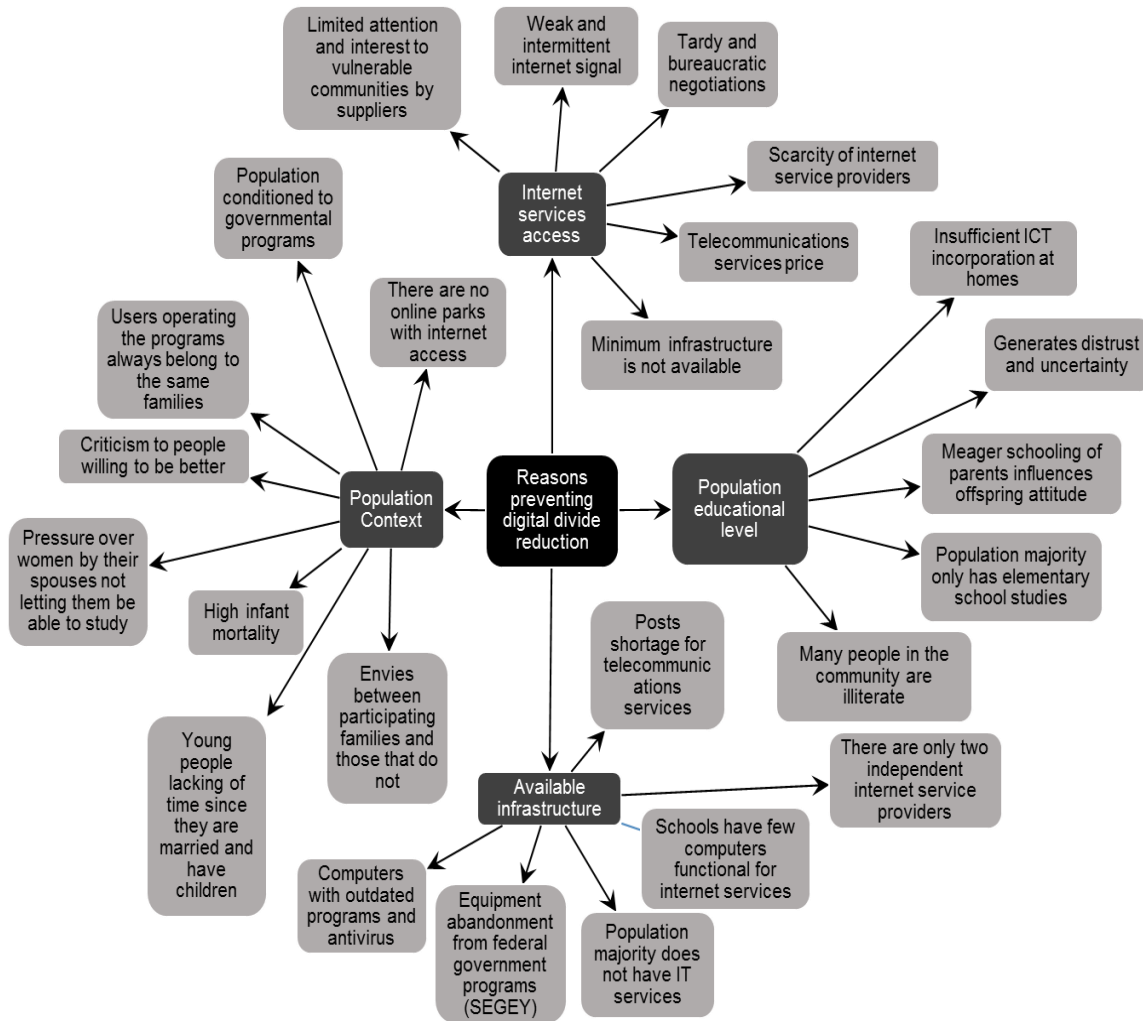 Limited attention
and interest to
vulnerable
communities by
suppliers
Weak and
intermittent
internet signal
Tardy and
bureaucratic
negotiations
Scarcity of internet
service providers
Population
conditioned to
governmental
programs
Internet
services
access
Telecommunications
services price
Insufficient ICT
incorporation at
homes
There are no
online parks
with internet
access
Users operating
the programs
always belong to
the same
families
Minimum infrastructure
is not available
Generates distrust
and uncertainty
Criticism to people
willing to be better
Population
Context
Reasons
preventing
digital divide
reduction
Population
educational
level
Meager schooling of
parents influences
offspring attitude
Pressure over
women by their
spouses not
letting them be
able to study
High infant
mortality
Population majority
only has elementary
school studies
Posts
shortage for
telecommunic
ations
services
Many people in the
community are
illiterate
Envies
between
participating
families and
those that do
not
Young
people
lacking of
time since
they are
married and
have
children
Available
infrastructure
There are only two
independent
internet service
providers
Schools have few
computers
functional for
internet services
Computers
with outdated
programs and
antivirus
Equipment
abandonment
from federal
government
programs
(SEGEY)
Population
majority does
not have IT
services